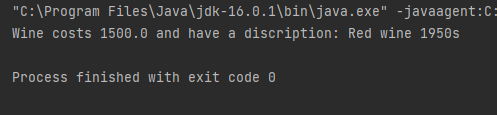 "C:\Program Files\Java\jdk-16.0.1\bin\java.exe" -javaagent:C:
Wine costs 1500.0 and have a discription: Red wine 1950s
Process finished with exit code 0